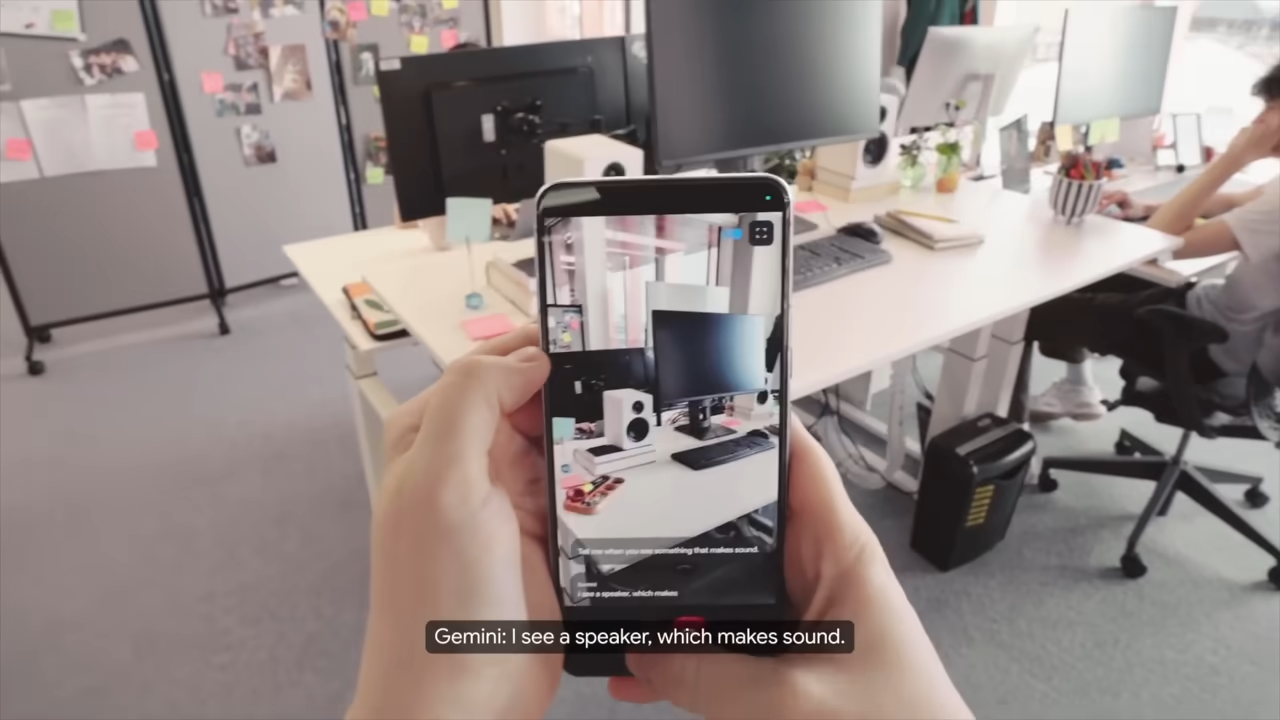 Tell me when you see something that makes sound.
I see a speaker, which makes
Gemini: I see a speaker, which makes sound.